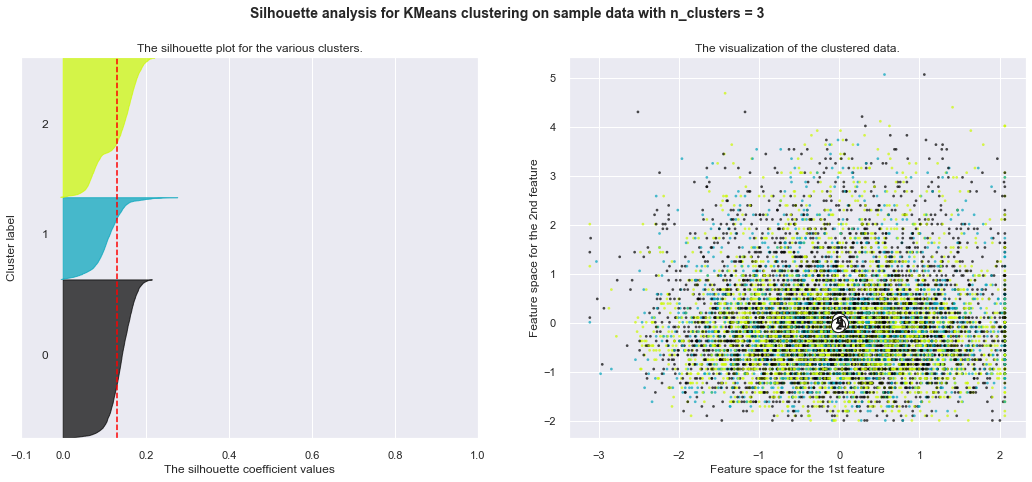 Silhouette analysis for KMeans clustering on sample data with n_clusters = 3
The silhouette plot for the various clusters.
Cluster label
2
1
0
−0.1 0.0 0.2 0.4 0.6 0.8 1.0
The silhouette coefficient values
The visualization of the clustered data.
Feature space for the 2nd feature
5
4
3
2
1
0
−1
−2
2
−3 −2 −1 0 1 2
Feature space for the 1st feature